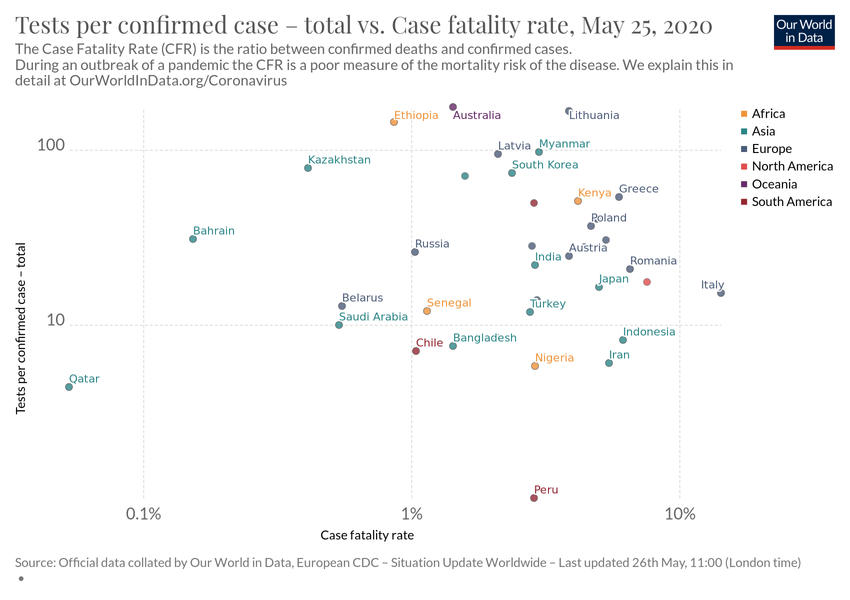 Tests per confirmed case – total vs. Case fatality rate, May 25, 2020
Our World
in Data
The Case Fatality Rate (CFR) is the ratio between confirmed deaths and confirmed cases.
During an outbreak of a pandemic the CFR is a poor measure of the mortality risk of the disease. We explain this in
detail at OurWorldInData.org/Coronavirus
Ethiopia
Australia
Lithuania
Africa
Asia
Europe
North America
Oceania
South America
100
Latvia
Myanmar
Kazakhstan
South Korea
Kenya
Greece
Bahrain
Poland
Russia
Austria
India
Romania
Japan
Italy
Belarus
Senegal
Turkey
Saudi Arabia
10
Chile
Bangladesh
Indonesia
Nigeria
Iran
Qatar
Peru
Tests per confirmed case – total
0.1%
1%
10%
Case fatality rate
Source: Official data collated by Our World in Data, European CDC – Situation Update Worldwide – Last updated 26th May, 11:00 (London time)
•